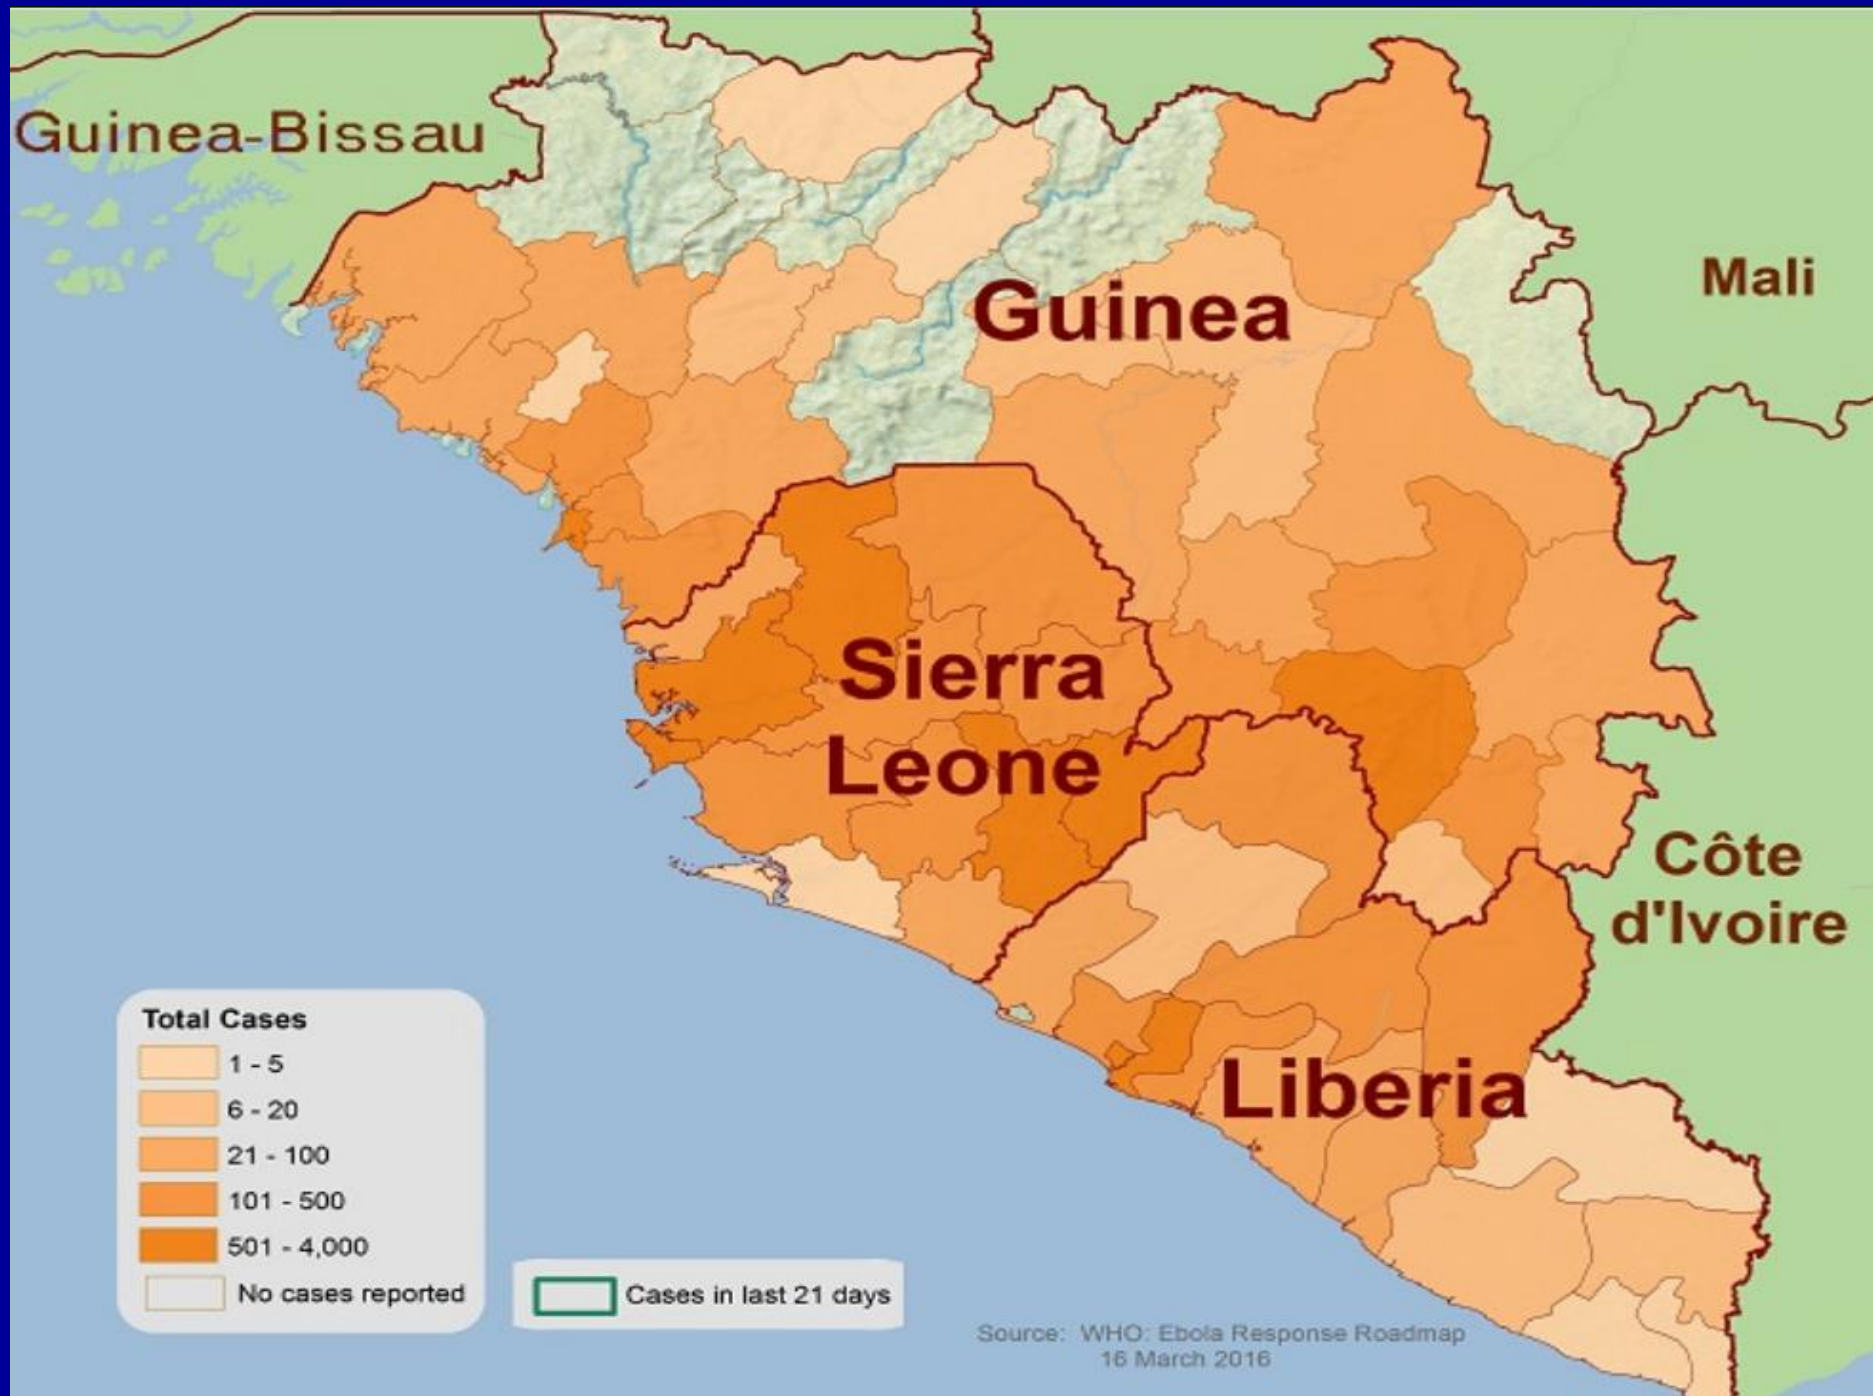 Guinea-Bissau
Mali
Guinea
Sierra
Leone
Côte
d'Ivoire
Liberia
Total Cases
1 - 5
6 - 20
21 - 100
101 - 500
501 - 4,000
No cases reported
Cases in last 21 days
Source: WHO: Ebola Response Roadmap
16 March 2016